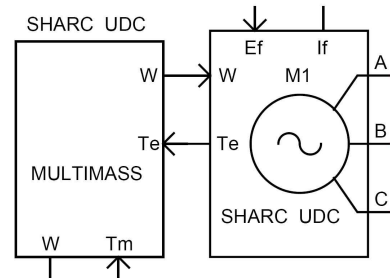 SHARC UDC
Ef If
W W M1 A
Te Te B
MULTIMASS
SHARC UDC C
W Tm